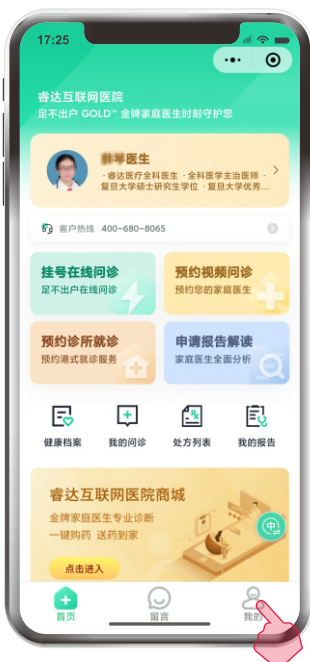 17:25
睿达互联网医院
足不出户 GOLD™ 金牌家庭医生时刻守护您
医生
·睿达医疗全科医生 ·全科医学主治医师 ·
复旦大学硕士研究生学位 ·复旦大学优秀...
客户热线 400-680-8065
挂号在线问诊
足不出户在线问诊
预约视频问诊
预约您的家庭医生
预约诊所就诊
预约港式就诊服务
申请报告解读
家庭医生全面分析
健康档案
我的问诊
处方列表
我的报告
睿达互联网医院商城
金牌家庭医生专业诊断
一键购药 送药到家
点击进入
中
首页
留言
我的